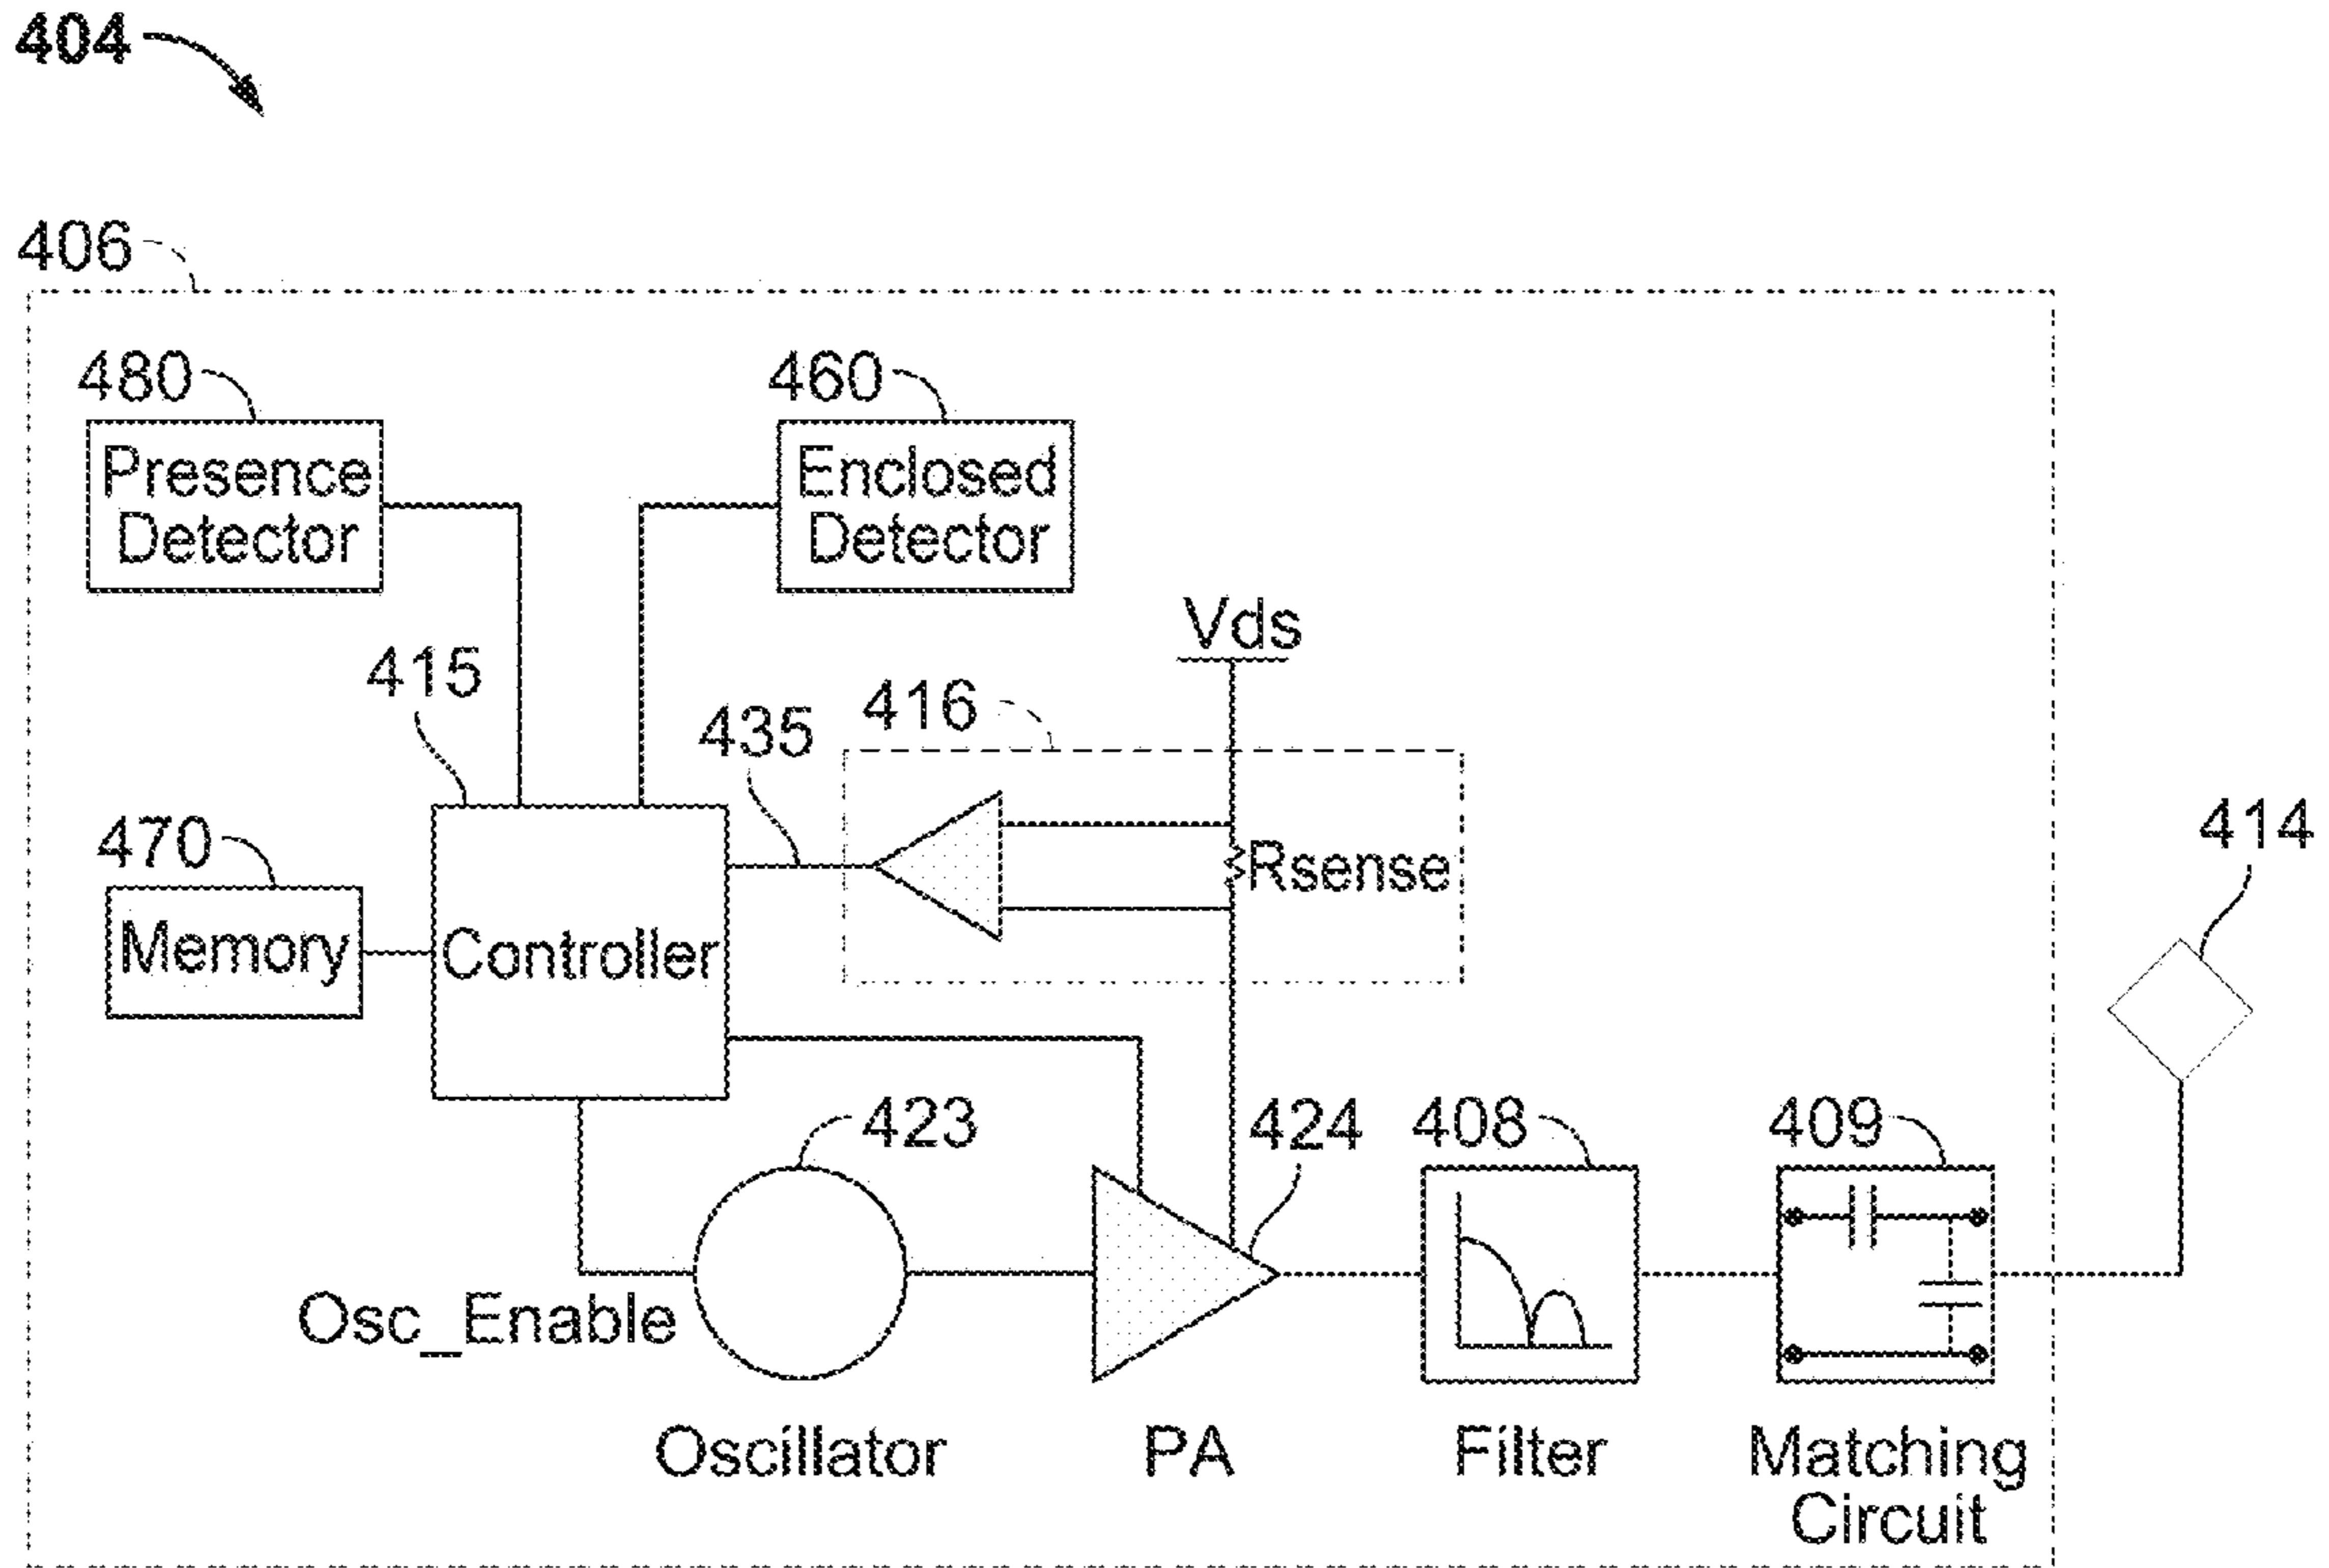 404
406
480
460
Presence
Detector
Enclosed
Detector
Vds
415
416
435
414
470
Rsense
Memory
Controller
423
424
408
409
Osc_Enable
Oscillator
PA
Filter
Matching
Circuit